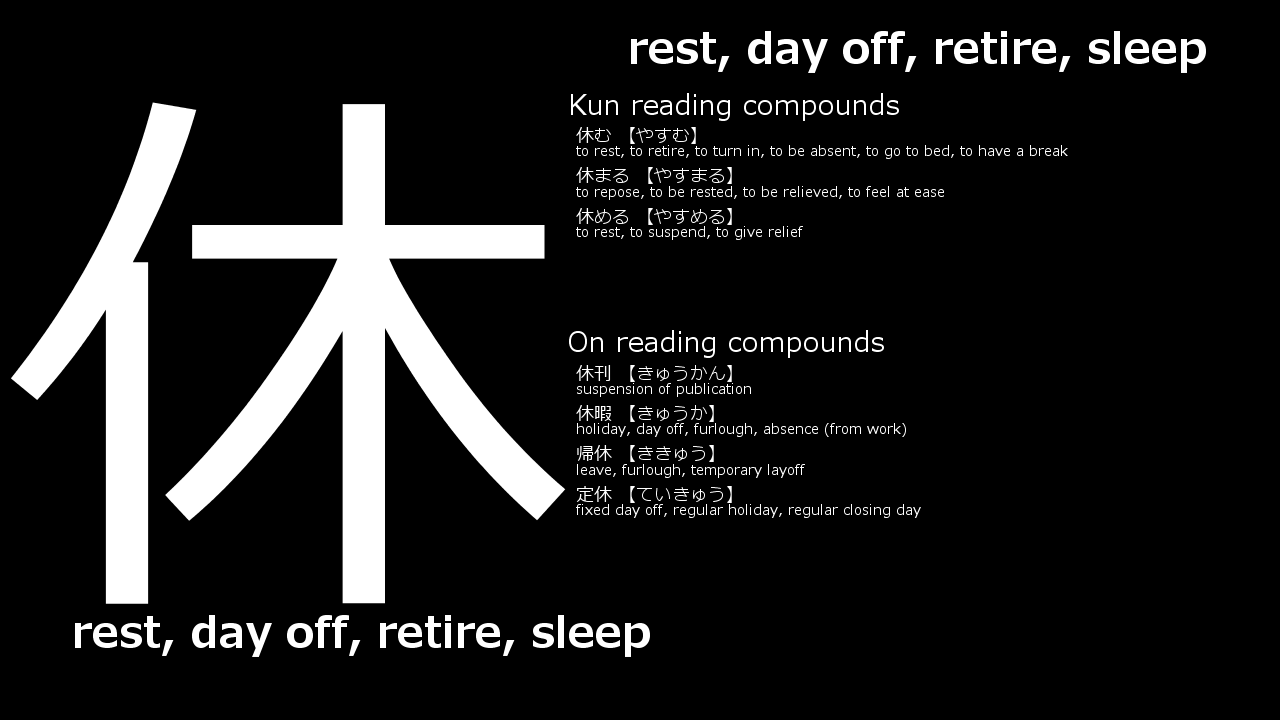 rest, day off, retire, sleep
休
Kun reading compounds
休む 【やすむ】
to rest, to retire, to turn in, to be absent, to go to bed, to have a break
休まる 【やすまる】
to repose, to be rested, to be relieved, to feel at ease
休める 【やすめる】
to rest, to suspend, to give relief
On reading compounds
休刊 【きゅうかん】
suspension of publication
休暇 【きゅうか】
holiday, day off, furlough, absence (from work)
帰休 【ききゅう】
leave, furlough, temporary layoff
定休 【ていきゅう】
fixed day off, regular holiday, regular closing day
rest, day off, retire, sleep